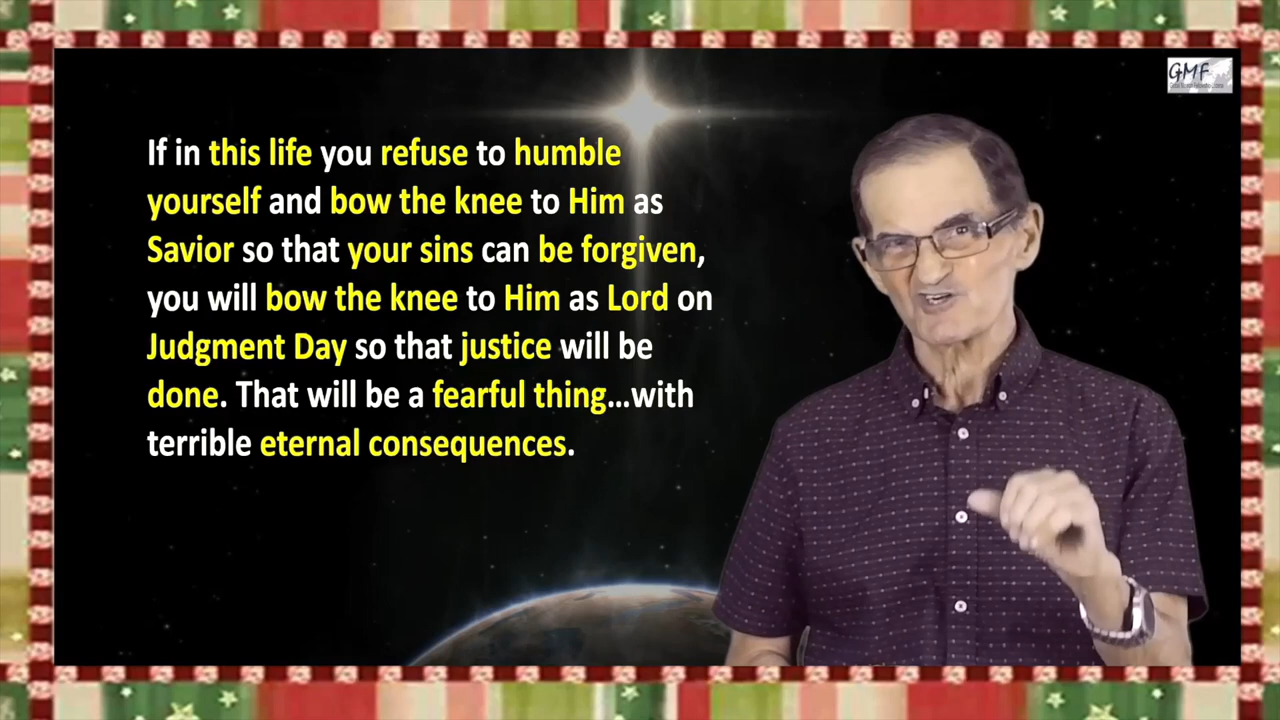 GMF
If in this life you refuse to humble
yourself and bow the knee to Him as
Savior so that your sins can be forgiven,
you will bow the knee to Him as Lord on
Judgment Day so that justice will be
done. That will be a fearful thing...with
terrible eternal consequences.